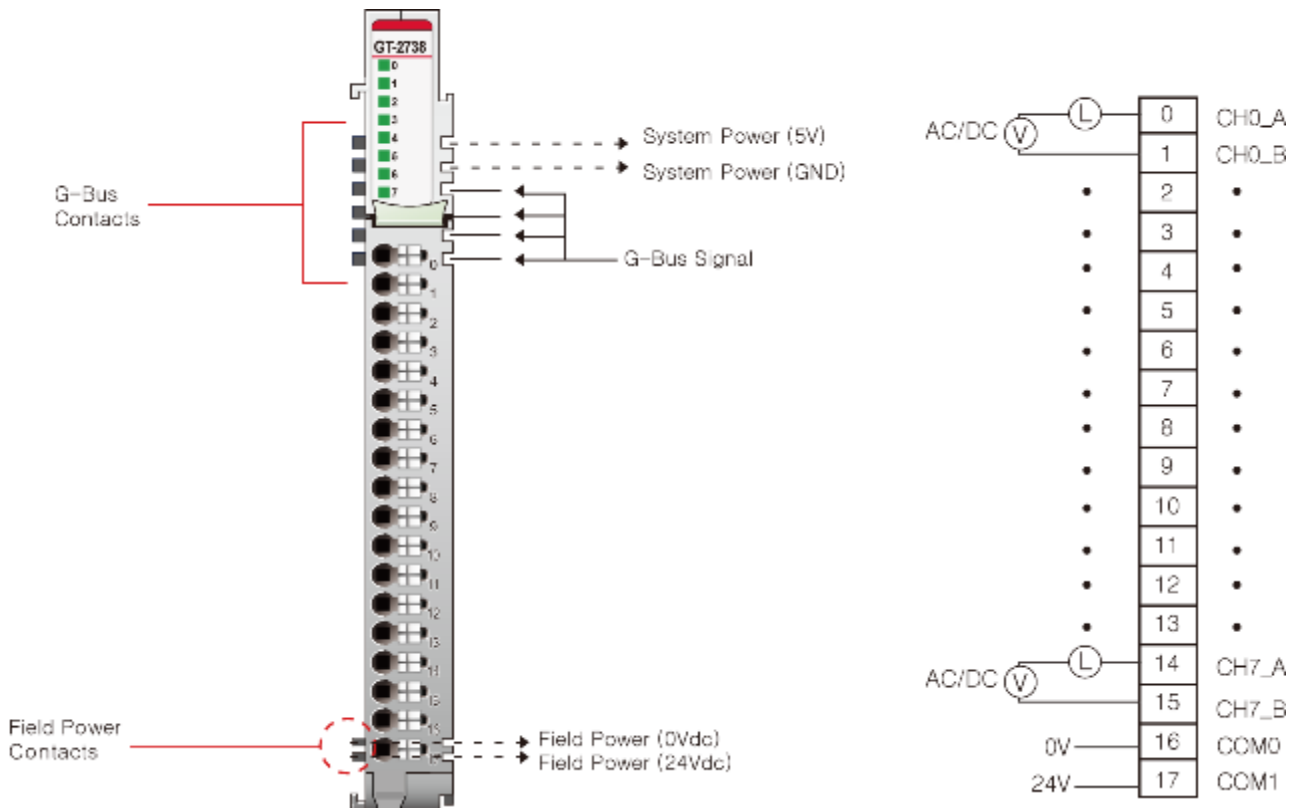 GT-2738
0
1
2
3
4
5
6
7
System Power (5V)
System Power (GND)
G-Bus
Contacts
G-Bus Signal
0
1
2
3
4
5
6
7
8
9
10
11
12
13
14
15
16
Field Power
Contacts
Field Power (0Vdc)
Field Power (24Vdc)
AC/DC V L 0 CH0_A
1 CH0_B
2
3
4
5
6
7
8
9
10
11
12
13
AC/DC V L 14 CH7_A
15 CH7_B
0V 16 COM0
24V 17 COM1